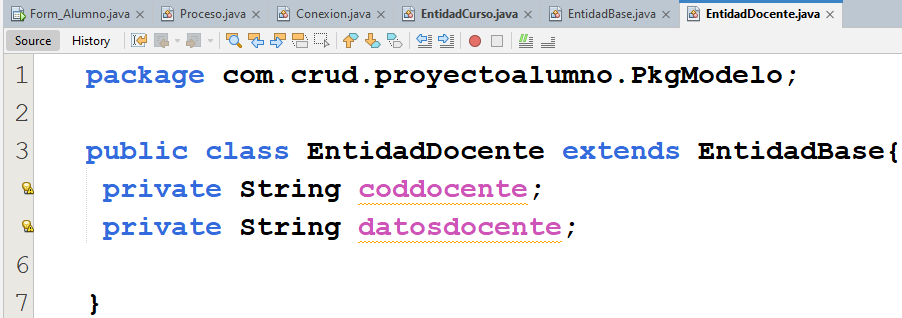 Form_Alumno.java × Proceso.java × Conexion.java × EntidadCurso.java × EntidadBase.java × EntidadDocente.java ×
Source History
1 package com.crud.proyectoalumno.PkgModelo;
2
3 public class EntidadDocente extends EntidadBase{
private String coddocente;
private String datosdocente;
6
7 }